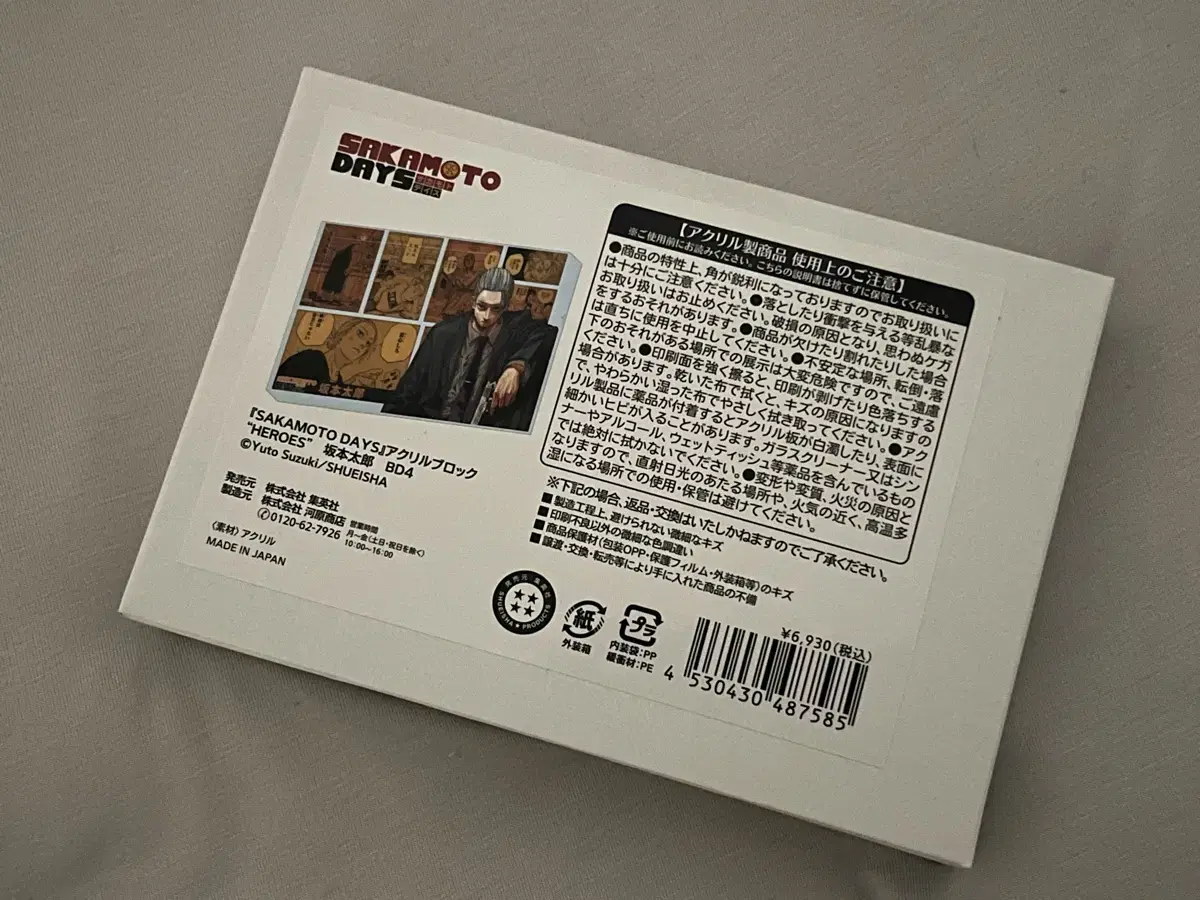 SAKAMOTO
DAYS サカモト
デイズ
坂本太郎
『SAKAMOTO DAYS』アクリルブロック
"HEROES" 坂本太郎 BD4
©Yuto Suzuki/SHUEISHA
発売元 株式会社 集英社
製造元 株式会社 河原商店
0120-62-7926 営業時間
月〜金(土日・祝日を除く)
10:00〜16:00
〈素材〉アクリル
MADE IN JAPAN
【アクリル製商品 使用上のご注意】
※ご使用前にお読みください。こちらの説明書は捨てずに保管してください。
●商品の特性上、角が鋭利になっておりますのでお取り扱いに
は十分にご注意ください。●落としたり衝撃を与える等乱暴な
お取り扱いはお止めください。破損の原因となり、思わぬケガ
をするおそれがあります。●商品が欠けたり割れたりした場合
は直ちに使用を中止してください。●不安定な場所、転倒・落
下のおそれがある場所での展示は大変危険ですので、ご遠慮
ください。●印刷面を強く擦ると、印刷が剥げたり色落ちする
場合があります。乾いた布で拭くと、キズの原因になりますの
で、やわらかい湿った布でやさしく拭き取ってください。●アク
リル製品に薬品が付着するとアクリル板が白濁したり、表面に
細かいヒビが入ることがあります。ガラスクリーナー又はシン
ナーやアルコール、ウェットティッシュ等薬品を含んでいるもの
では絶対に拭かないでください。●変形や変質、火災の原因と
なりますので、直射日光のあたる場所や、火気の近く、高温多
湿になる場所での使用・保管は避けてください。
※下記の場合、返品・交換はいたしかねますのでご了承ください。
■製造工程上、避けられない微細なキズ
■印刷不良以外の微細な色調違い
■商品保護材(包装OPP・保護フィルム・外装箱等)のキズ
■譲渡・交換・転売等により手に入れた商品の不備
発売元 集英社
SHUEISHA PRODUCTS
紙
外装箱
プラ
内装袋:PP
緩衝材:PE
¥6,930(税込)
4 530430 487585